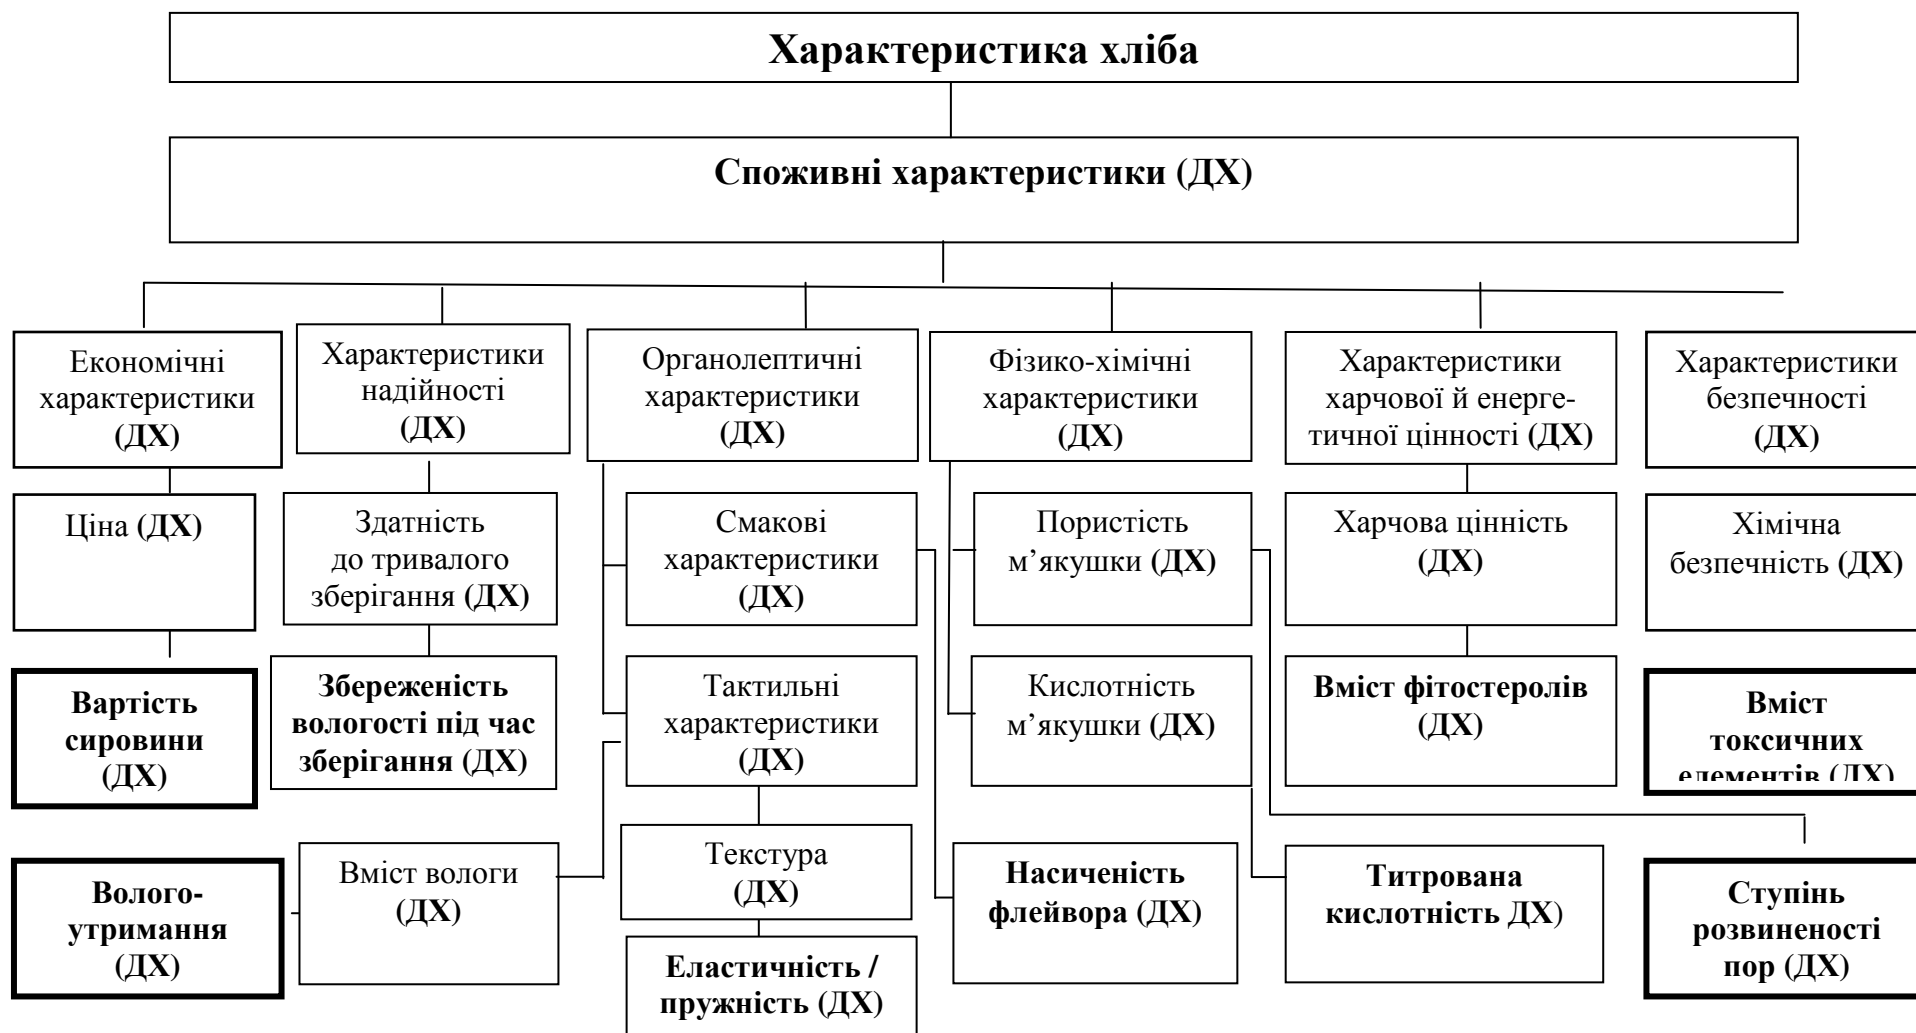 Характеристика хліба
Споживні характеристики (ДХ)
Економічні
характеристики
(ДХ)
Характеристики
надійності
(ДХ)
Органолептичні
характеристики
(ДХ)
Фізико-хімічні
характеристики
(ДХ)
Характеристики
харчової й енерге-
тичної цінності (ДХ)
Характеристики
безпечності
(ДХ)
Ціна (ДХ)
Здатність
до тривалого
зберігання (ДХ)
Смакові
характеристики
(ДХ)
Пористість
м’якушки (ДХ)
Харчова цінність
(ДХ)
Хімічна
безпечність (ДХ)
Вартість
сировини
(ДХ)
Збереженість
вологості під час
зберігання (ДХ)
Тактильні
характеристики
(ДХ)
Кислотність
м’якушки (ДХ)
Вміст фітостеролів
(ДХ)
Вміст
токсичних
елементів (ДХ)
Волого-
утримання
(ДХ)
Вміст вологи
(ДХ)
Текстура
(ДХ)
Еластичність /
пружність (ДХ)
Насиченість
флейвора (ДХ)
Титрована
кислотність ДХ)
Ступінь
розвиненості
пор (ДХ)